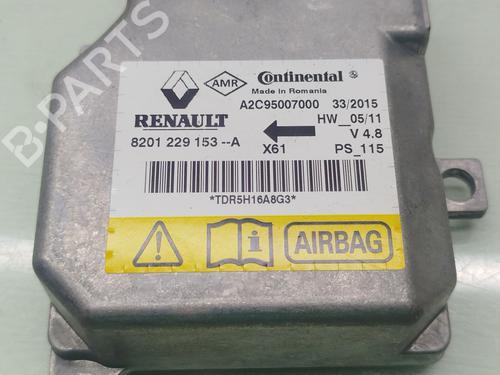 AMR Continental
Made in Romania
RENAULT A2C95007000 33/2015
HW__05/11
8201 229 153 --A V 4.8
X61 PS_115
*TDR5H16A8G3*
AIRBAG
B-PARTS